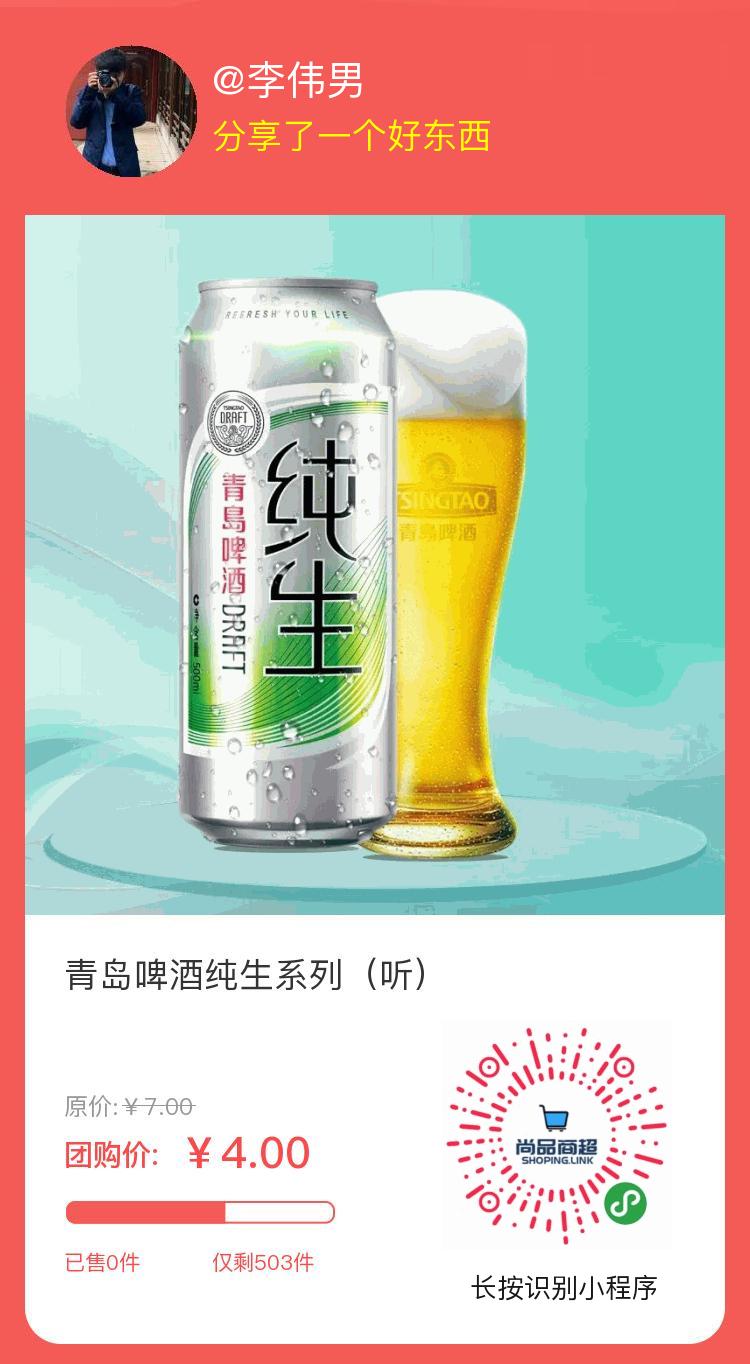 @李伟男
分享了一个好东西
REFRESH YOUR LIFE
TSINGTAO
DRAFT
纯生
青島啤酒
DRAFT
500ml
TSINGTAO
青島啤酒
青岛啤酒纯生系列（听）
原价:￥7.00
团购价: ￥4.00
已售0件 仅剩503件
尚品商超
SHOPING.LINK
长按识别小程序